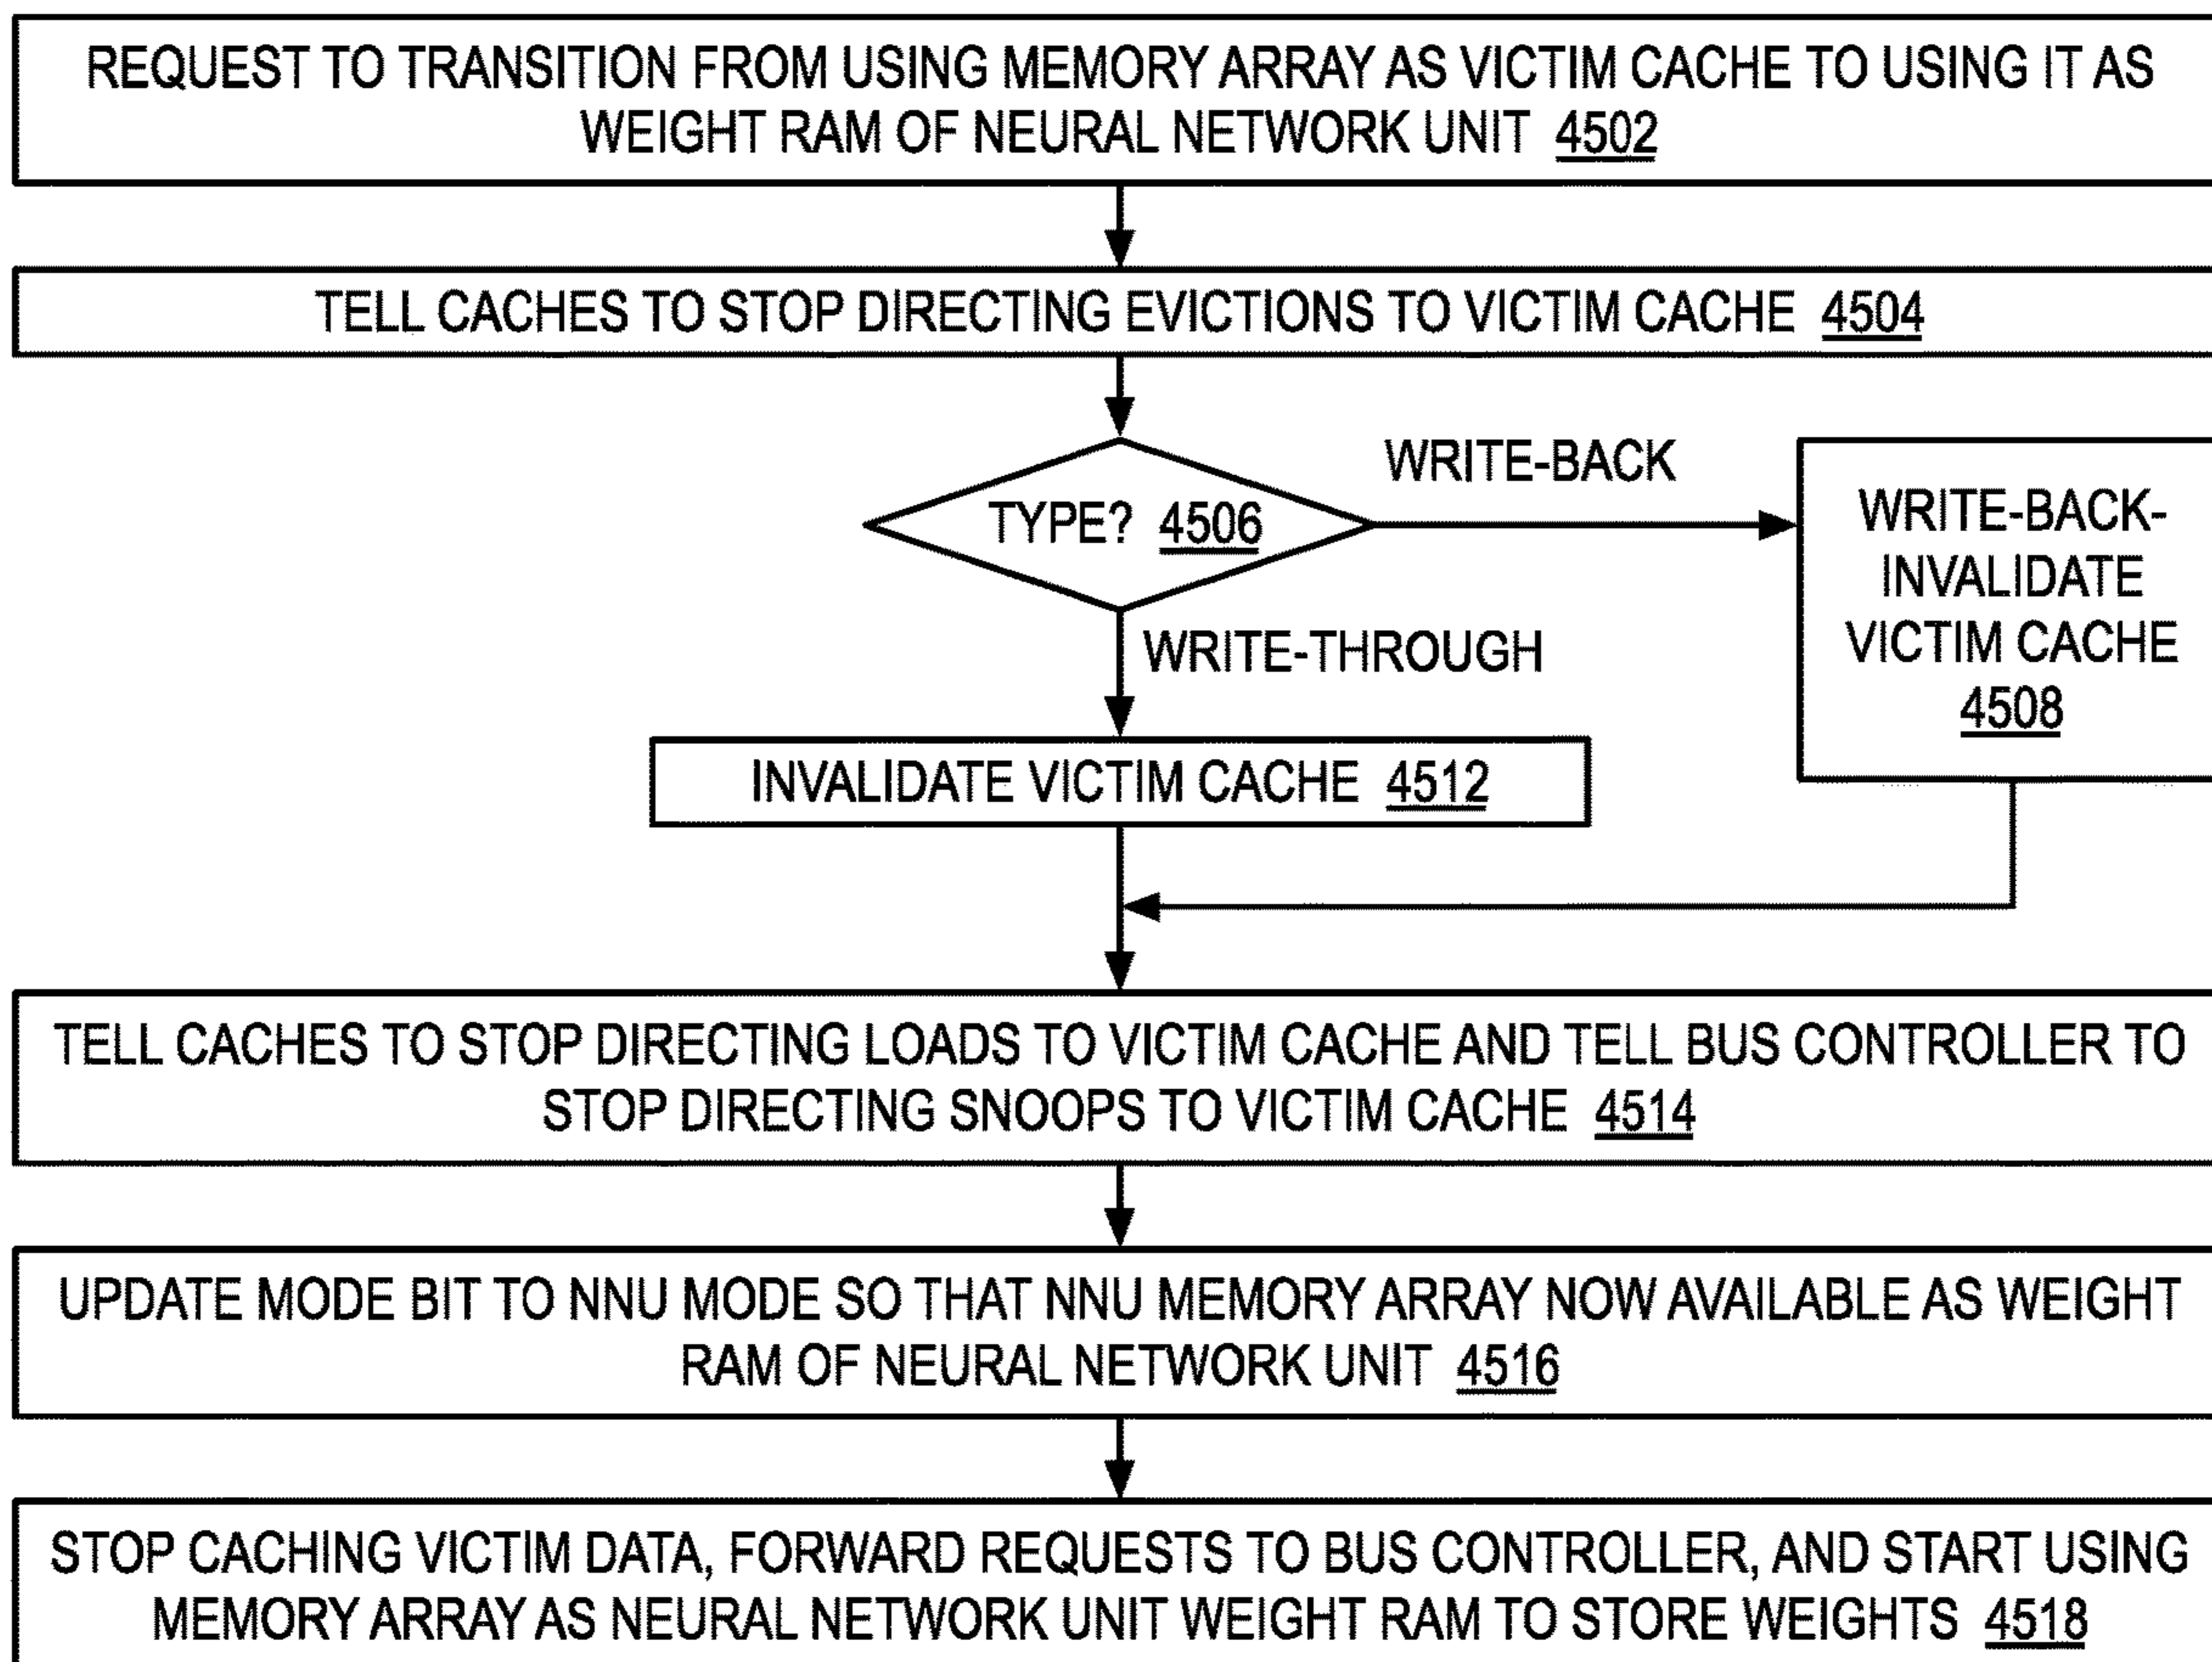 REQUEST TO TRANSITION FROM USING MEMORY ARRAY AS VICTIM CACHE TO USING IT AS
WEIGHT RAM OF NEURAL NETWORK UNIT 4502
TELL CACHES TO STOP DIRECTING EVICTIONS TO VICTIM CACHE 4504
TYPE? 4506
WRITE-BACK
WRITE-BACK-
INVALIDATE
VICTIM CACHE
4508
WRITE-THROUGH
INVALIDATE VICTIM CACHE 4512
TELL CACHES TO STOP DIRECTING LOADS TO VICTIM CACHE AND TELL BUS CONTROLLER TO
STOP DIRECTING SNOOPS TO VICTIM CACHE 4514
UPDATE MODE BIT TO NNU MODE SO THAT NNU MEMORY ARRAY NOW AVAILABLE AS WEIGHT
RAM OF NEURAL NETWORK UNIT 4516
STOP CACHING VICTIM DATA, FORWARD REQUESTS TO BUS CONTROLLER, AND START USING
MEMORY ARRAY AS NEURAL NETWORK UNIT WEIGHT RAM TO STORE WEIGHTS 4518